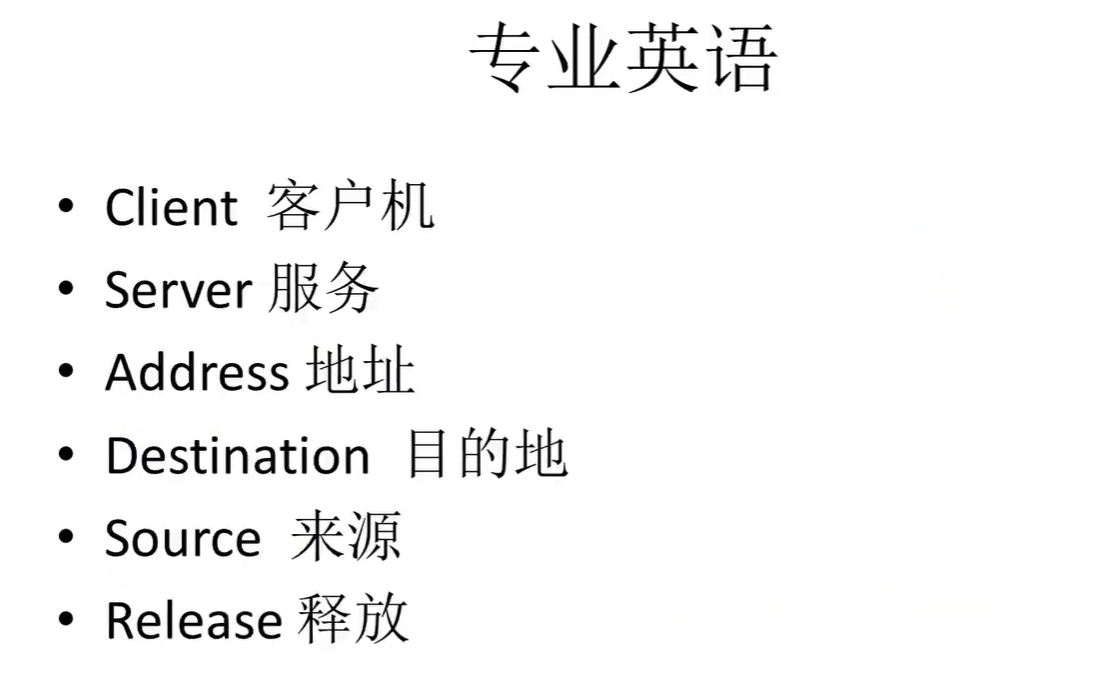 专业英语
• Client 客户机
• Server 服务
• Address 地址
• Destination 目的地
• Source 来源
• Release 释放